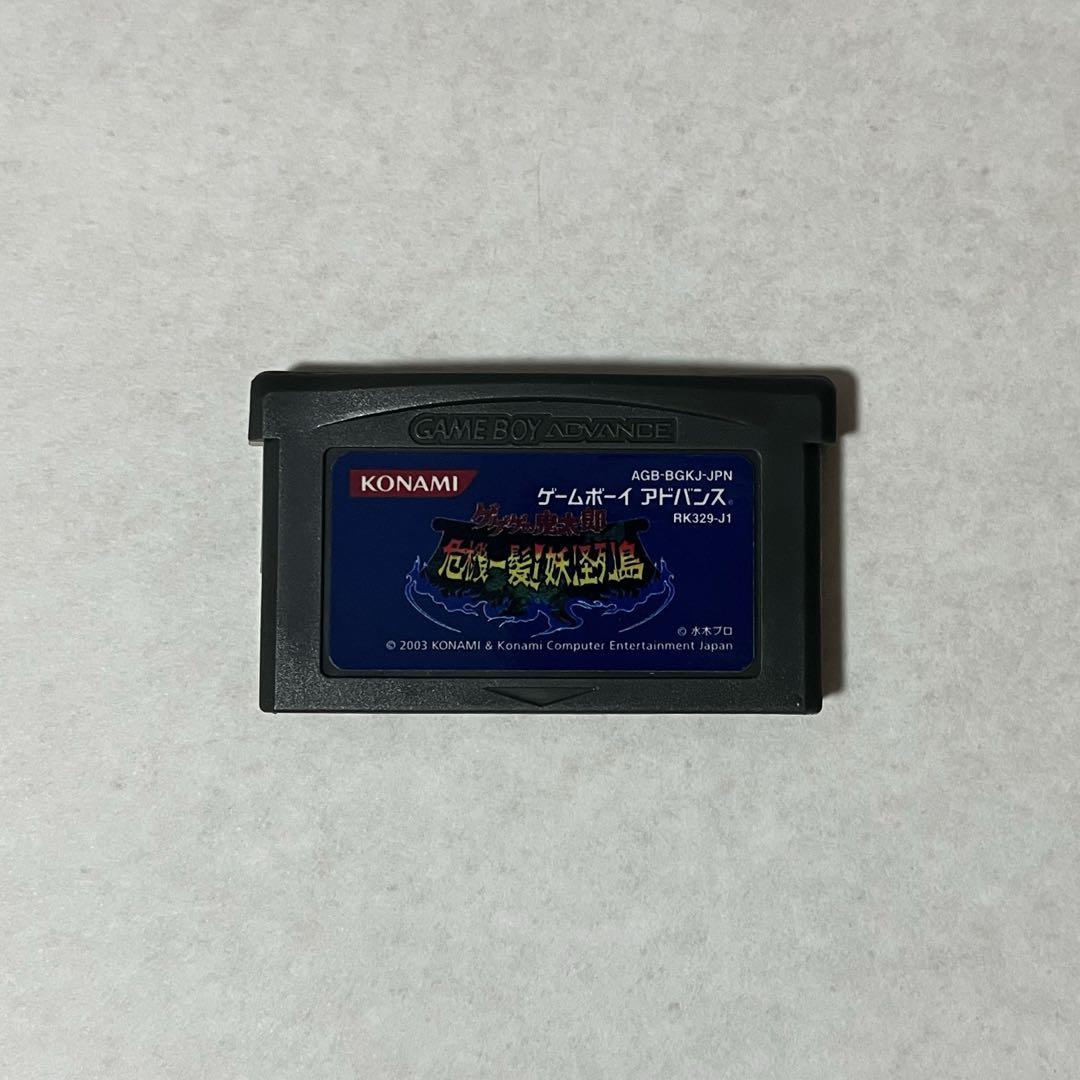 GAME BOY ADVANCE
KONAMI
AGB-BGKJ-JPN
ゲームボーイ アドバンス®
RK329-J1
ゲゲゲの鬼太郎
危機一髪!妖怪列島
© 水木プロ
© 2003 KONAMI & Konami Computer Entertainment Japan